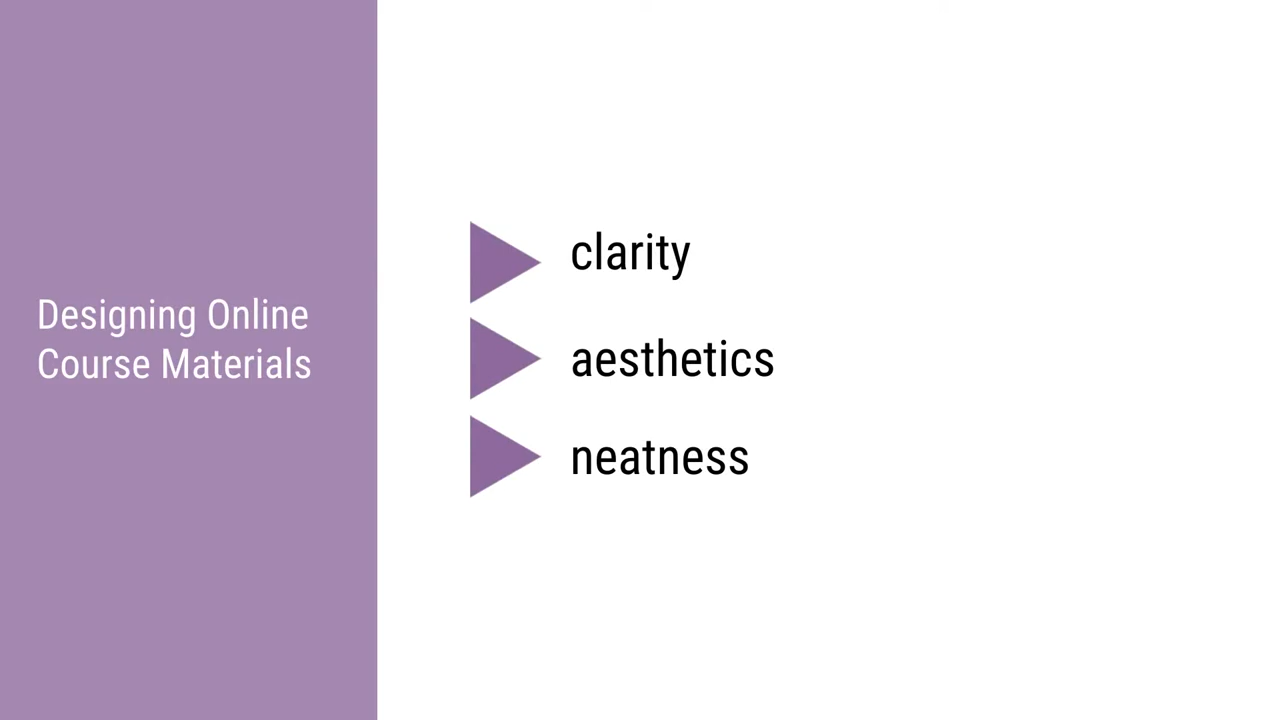 Designing Online
Course Materials
clarity
aesthetics
neatness